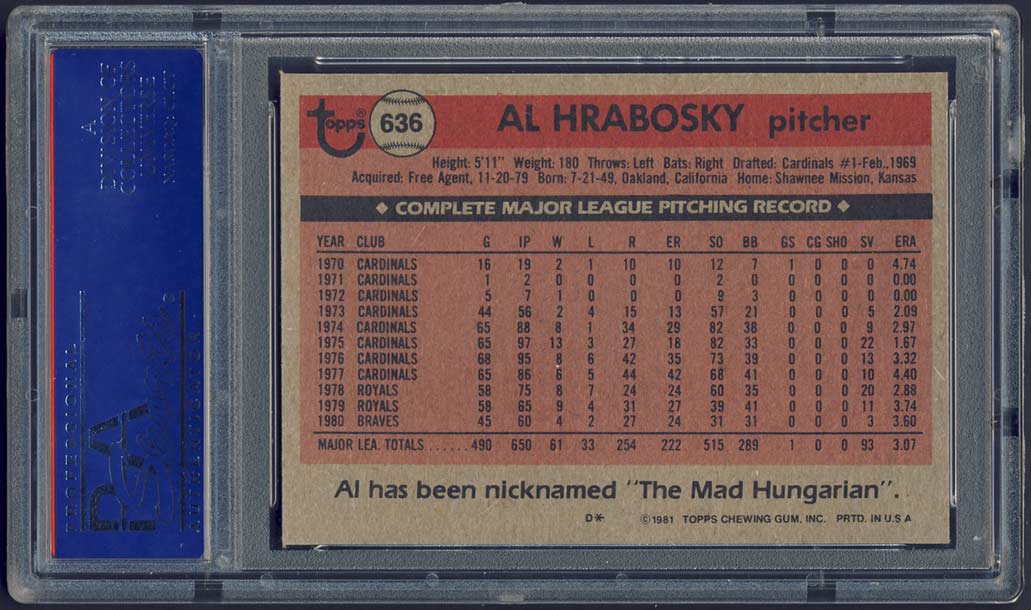 A
DIVISION OF
COLLECTORS
UNIVERSE
NASDAQ: CLCT
PROFESSIONAL
PSA
AUTHENTICATOR
topps® 636 AL HRABOSKY pitcher
Height: 5'11" Weight: 180 Throws: Left Bats: Right Drafted: Cardinals #1-Feb., 1969
Acquired: Free Agent, 11-20-79 Born: 7-21-49, Oakland, California Home: Shawnee Mission, Kansas
◆ COMPLETE MAJOR LEAGUE PITCHING RECORD ◆
YEAR CLUB G IP W L R ER SO BB GS CG SHO SV ERA
1970 CARDINALS 16 19 2 1 10 10 12 7 1 0 0 0 4.74
1971 CARDINALS 1 2 0 0 0 0 2 0 0 0 0 0 0.00
1972 CARDINALS 5 7 1 0 0 0 9 3 0 0 0 0 0.00
1973 CARDINALS 44 56 2 4 15 13 57 21 0 0 0 5 2.09
1974 CARDINALS 65 88 8 1 34 29 82 38 0 0 0 9 2.97
1975 CARDINALS 65 97 13 3 27 18 82 33 0 0 0 22 1.67
1976 CARDINALS 68 95 8 6 42 35 73 39 0 0 0 13 3.32
1977 CARDINALS 65 86 6 5 44 42 68 41 0 0 0 10 4.40
1978 ROYALS 58 75 8 7 24 24 60 35 0 0 0 20 2.88
1979 ROYALS 58 65 9 4 31 27 39 41 0 0 0 11 3.74
1980 BRAVES 45 60 4 2 27 24 31 31 0 0 0 3 3.60
MAJOR LEA. TOTALS....... 490 650 61 33 254 222 515 289 1 0 0 93 3.07
Al has been nicknamed "The Mad Hungarian".
D* ©1981 TOPPS CHEWING GUM, INC. PRTD. IN U.S A